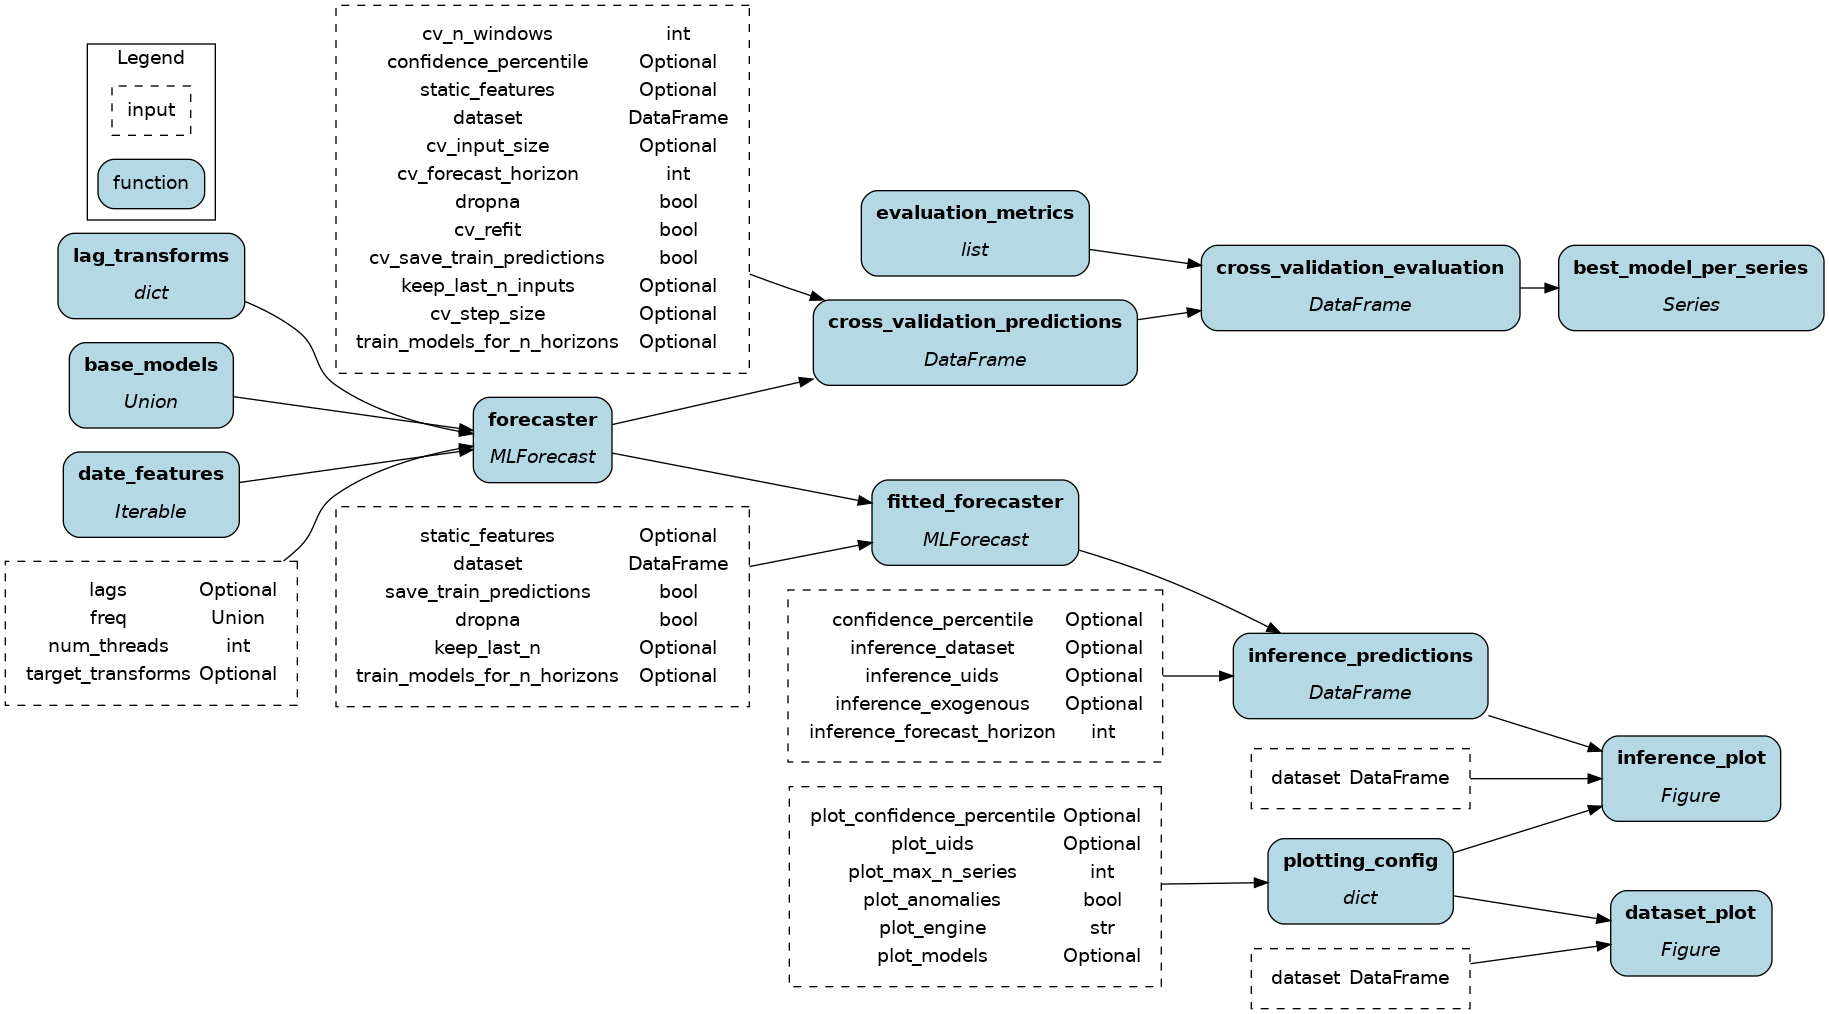 Legend
input
function
lag_transforms
dict
base_models
Union
date_features
Iterable
lags Optional
freq Union
num_threads int
target_transforms Optional
cv_n_windows int
confidence_percentile Optional
static_features Optional
dataset DataFrame
cv_input_size Optional
cv_forecast_horizon int
dropna bool
cv_refit bool
cv_save_train_predictions bool
keep_last_n_inputs Optional
cv_step_size Optional
train_models_for_n_horizons Optional
forecaster
MLForecast
static_features Optional
dataset DataFrame
save_train_predictions bool
dropna bool
keep_last_n Optional
train_models_for_n_horizons Optional
evaluation_metrics
list
cross_validation_predictions
DataFrame
fitted_forecaster
MLForecast
confidence_percentile Optional
inference_dataset Optional
inference_uids Optional
inference_exogenous Optional
inference_forecast_horizon int
plot_confidence_percentile Optional
plot_uids Optional
plot_max_n_series int
plot_anomalies bool
plot_engine str
plot_models Optional
cross_validation_evaluation
DataFrame
inference_predictions
DataFrame
dataset DataFrame
plotting_config
dict
dataset DataFrame
best_model_per_series
Series
inference_plot
Figure
dataset_plot
Figure